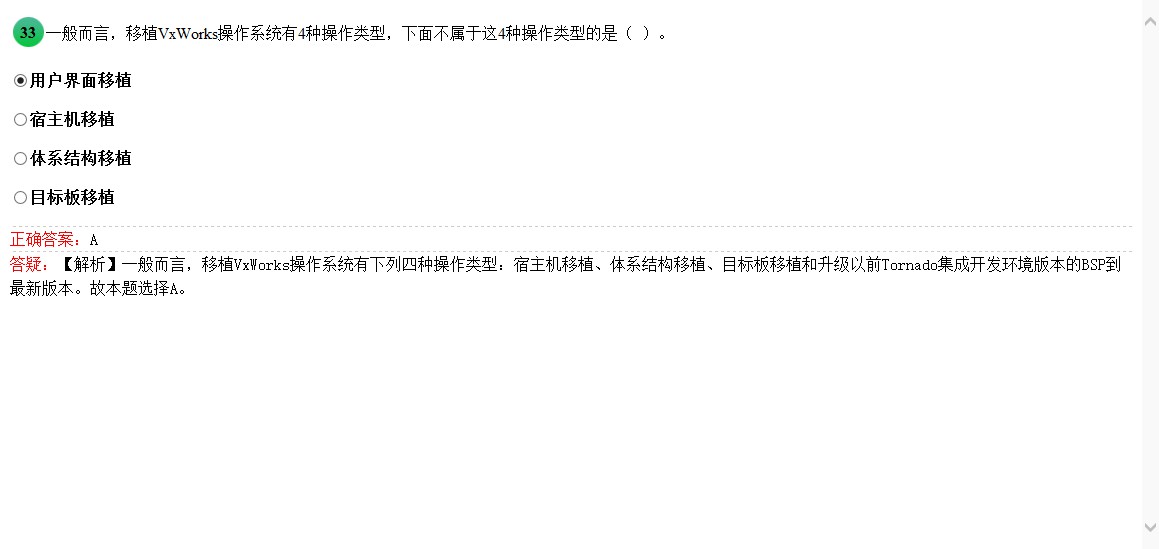 33 一般而言，移植VxWorks操作系统有4种操作类型，下面不属于这4种操作类型的是（ ）。
用户界面移植
宿主机移植
体系结构移植
目标板移植
正确答案：A
答疑：【解析】一般而言，移植VxWorks操作系统有下列四种操作类型：宿主机移植、体系结构移植、目标板移植和升级以前Tornado集成开发环境版本的BSP到
最新版本。故本题选择A。